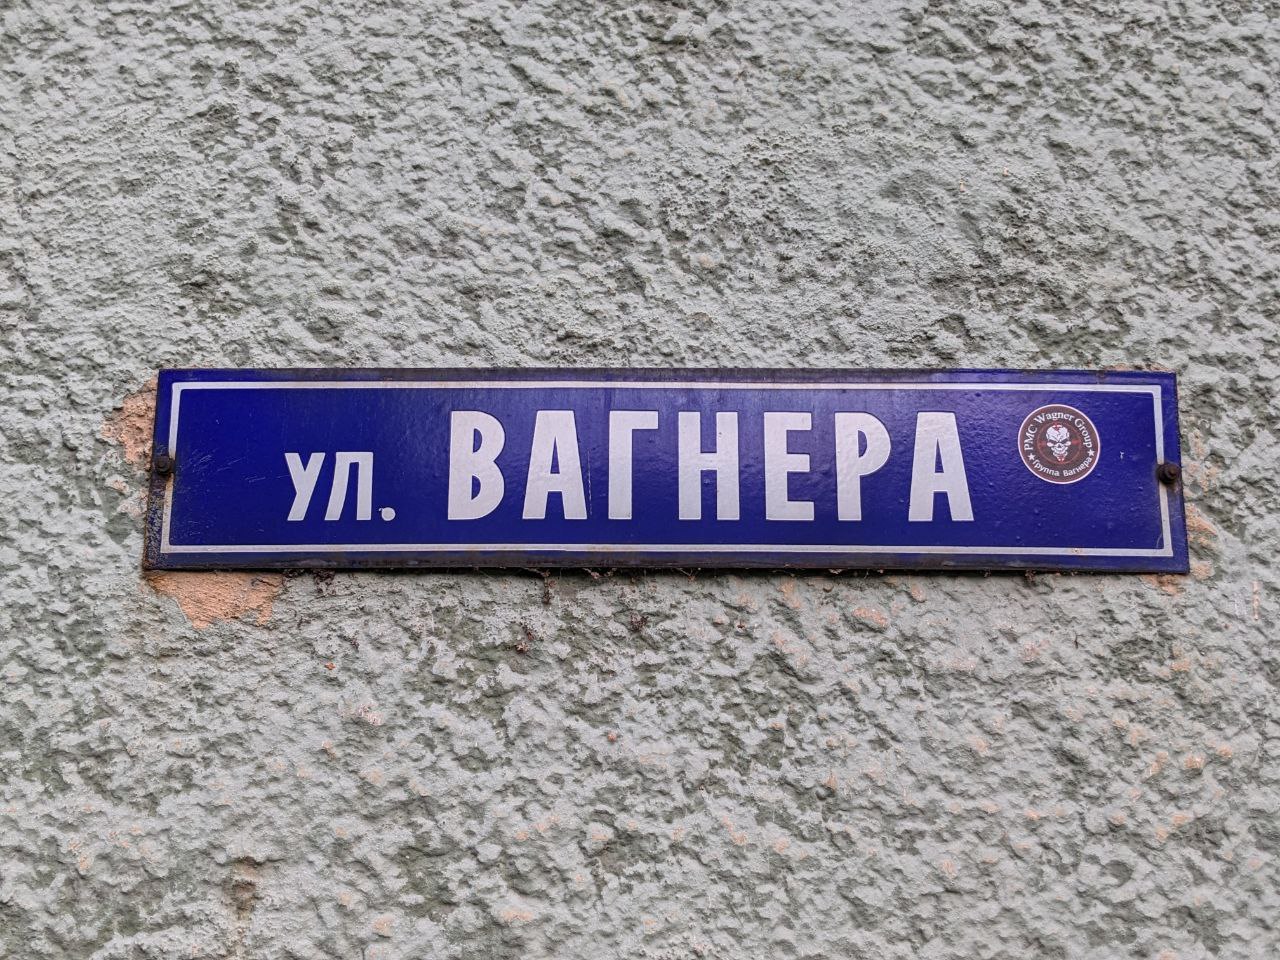 ул. ВАГНЕРА
PMC Wagner Group
Группа Вагнера